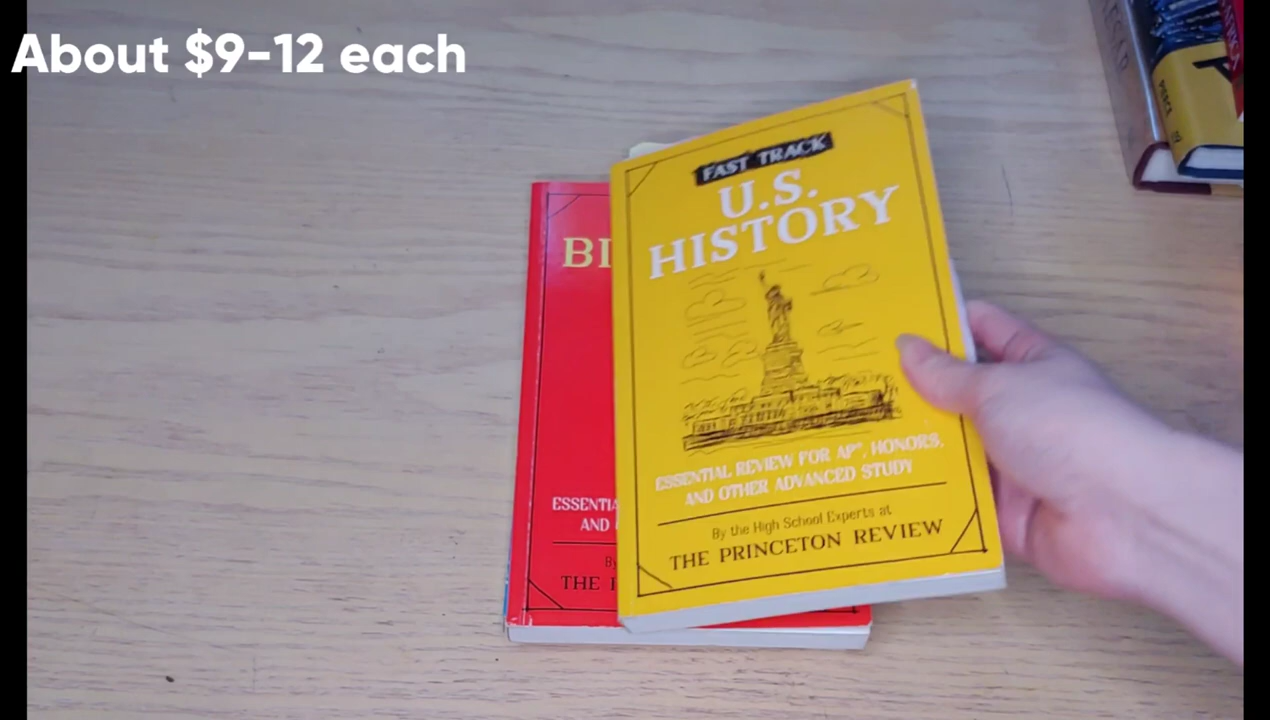 About $9-12 each
FAST TRACK
U.S.
HISTORY
ESSENTIAL REVIEW FOR AP®, HONORS,
AND OTHER ADVANCED STUDY
By the High School Experts at
THE PRINCETON REVIEW
BI
ESSENTIA
AND
By
THE